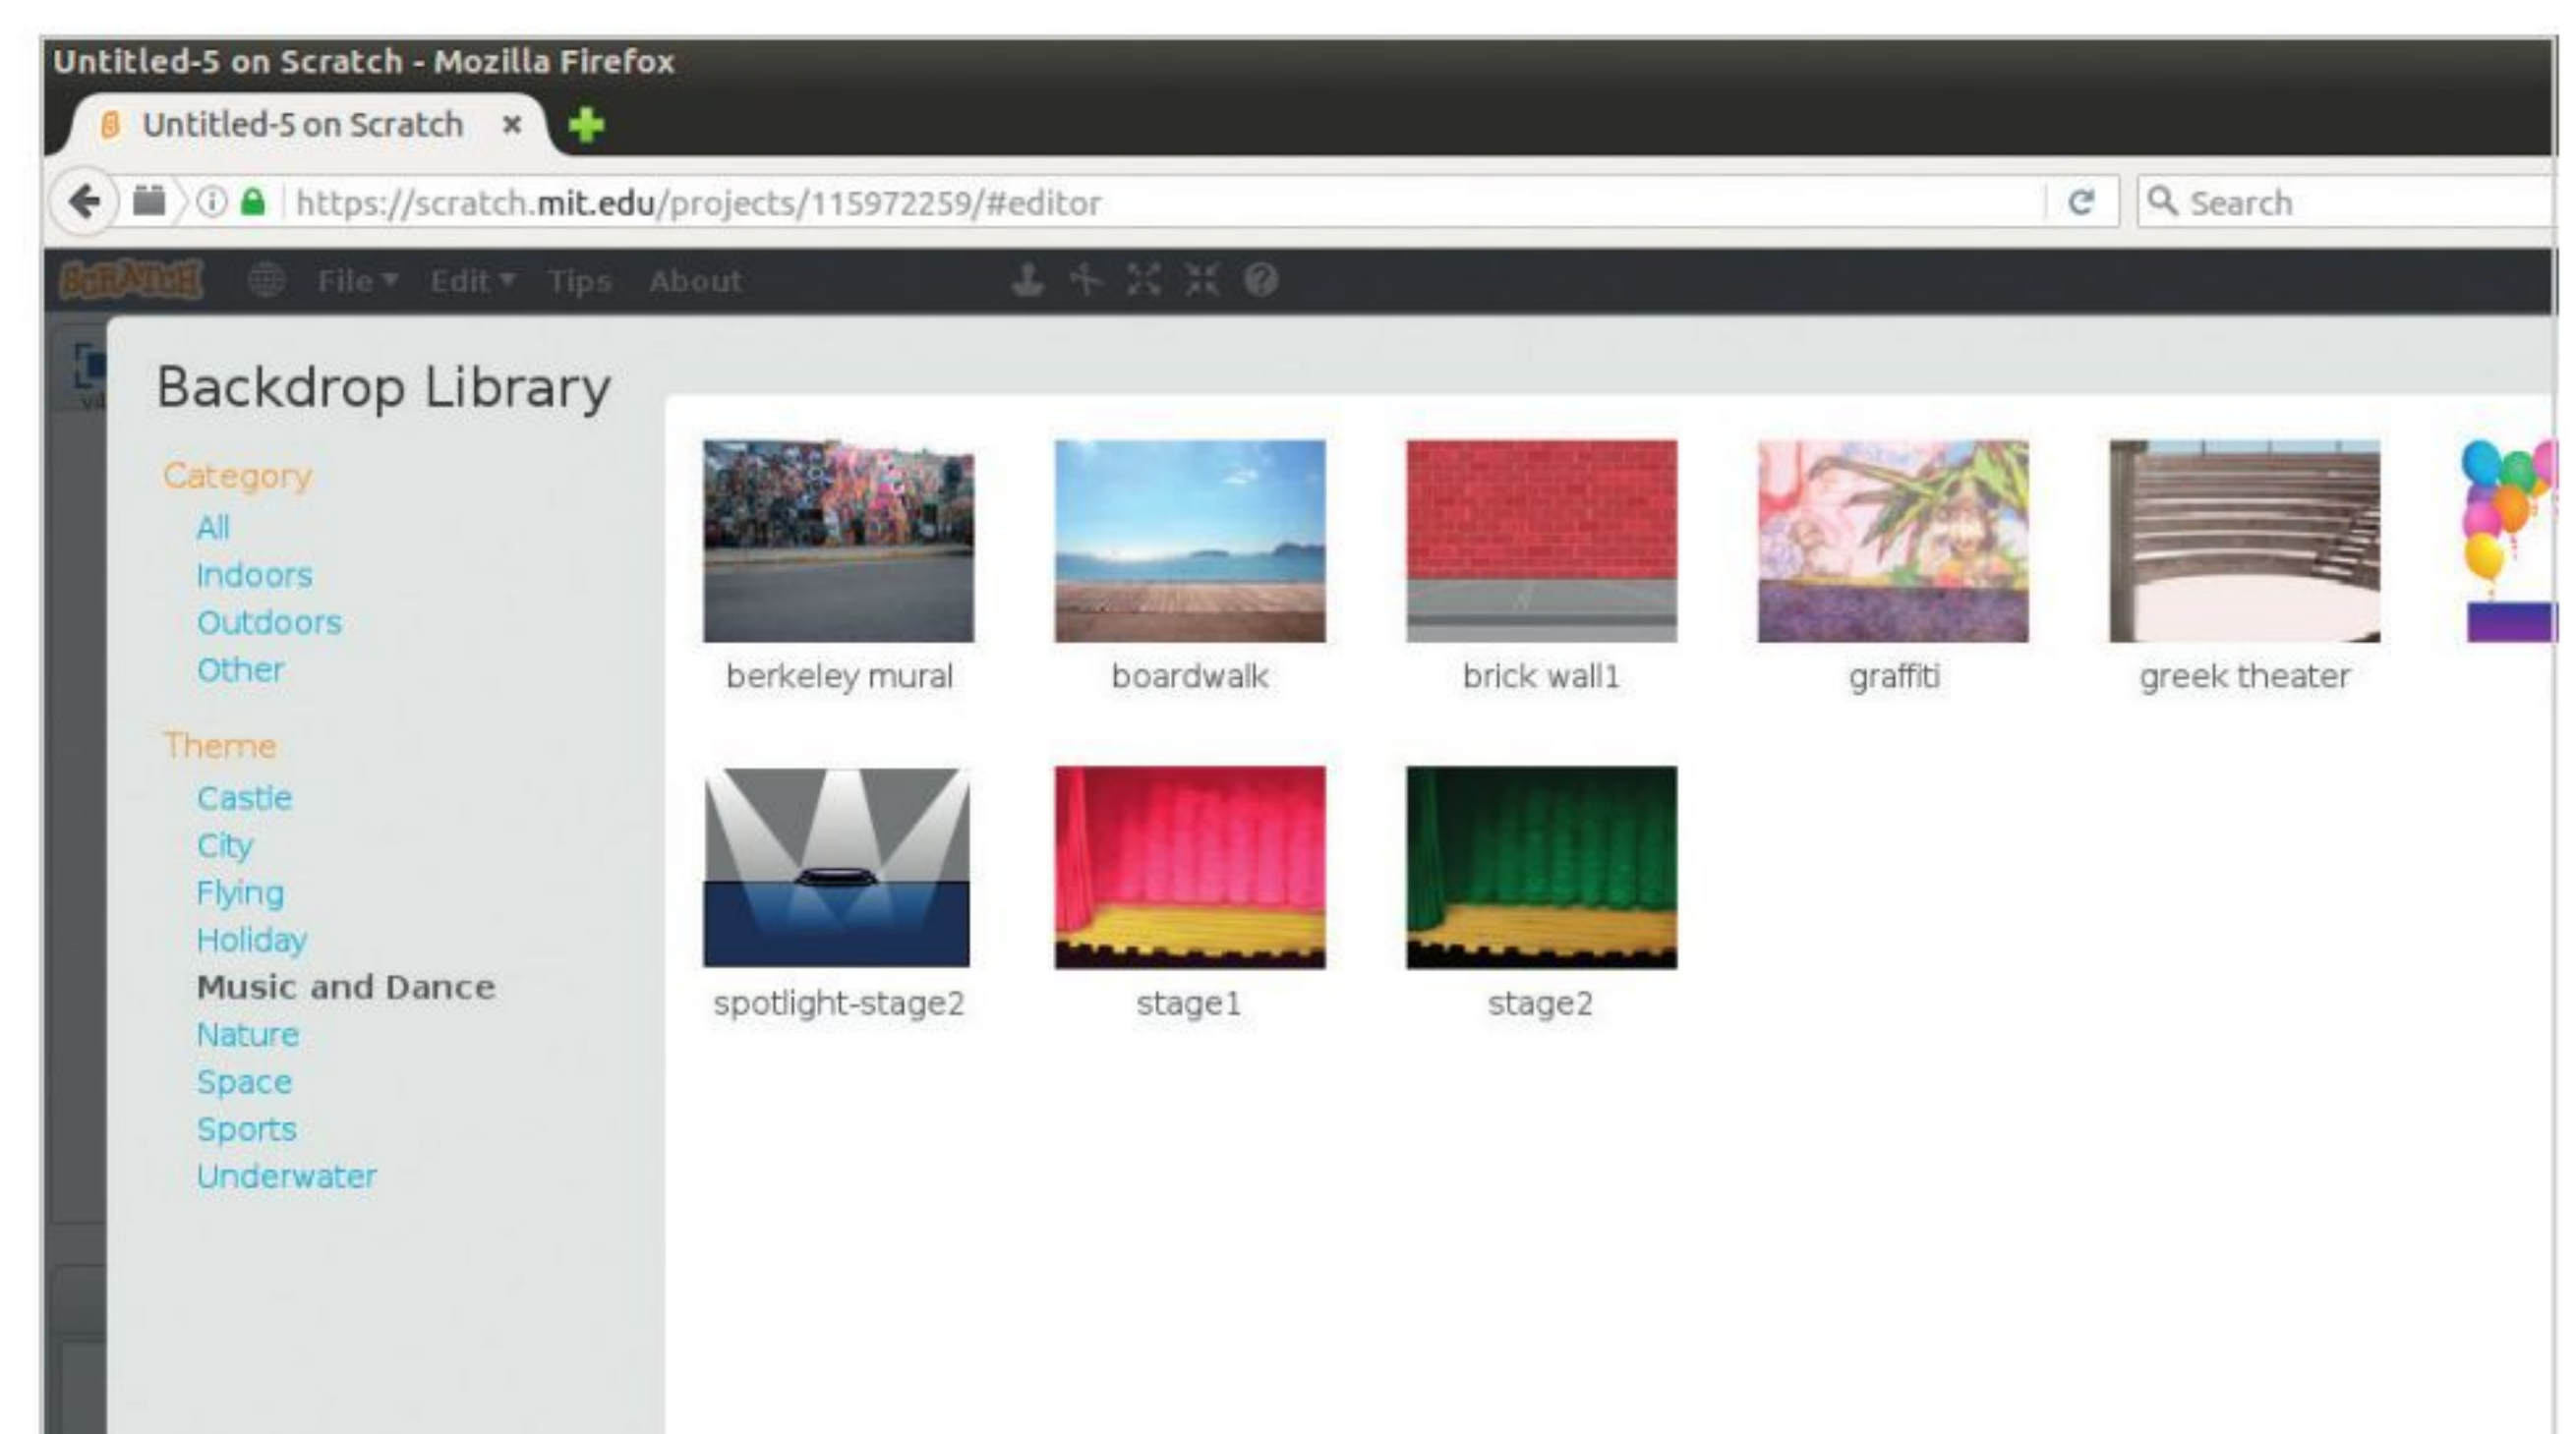 Untitled-5 on Scratch - Mozilla Firefox
Untitled-5 on Scratch
https://scratch.mit.edu/projects/115972259/#editor
Search
SCRATCH File Edit Tips About
Backdrop Library
Category
All
Indoors
Outdoors
Other
Theme
Castle
City
Flying
Holiday
Music and Dance
Nature
Space
Sports
Underwater
berkeley mural
boardwalk
brick wall1
graffiti
greek theater
spotlight-stage2
stage1
stage2